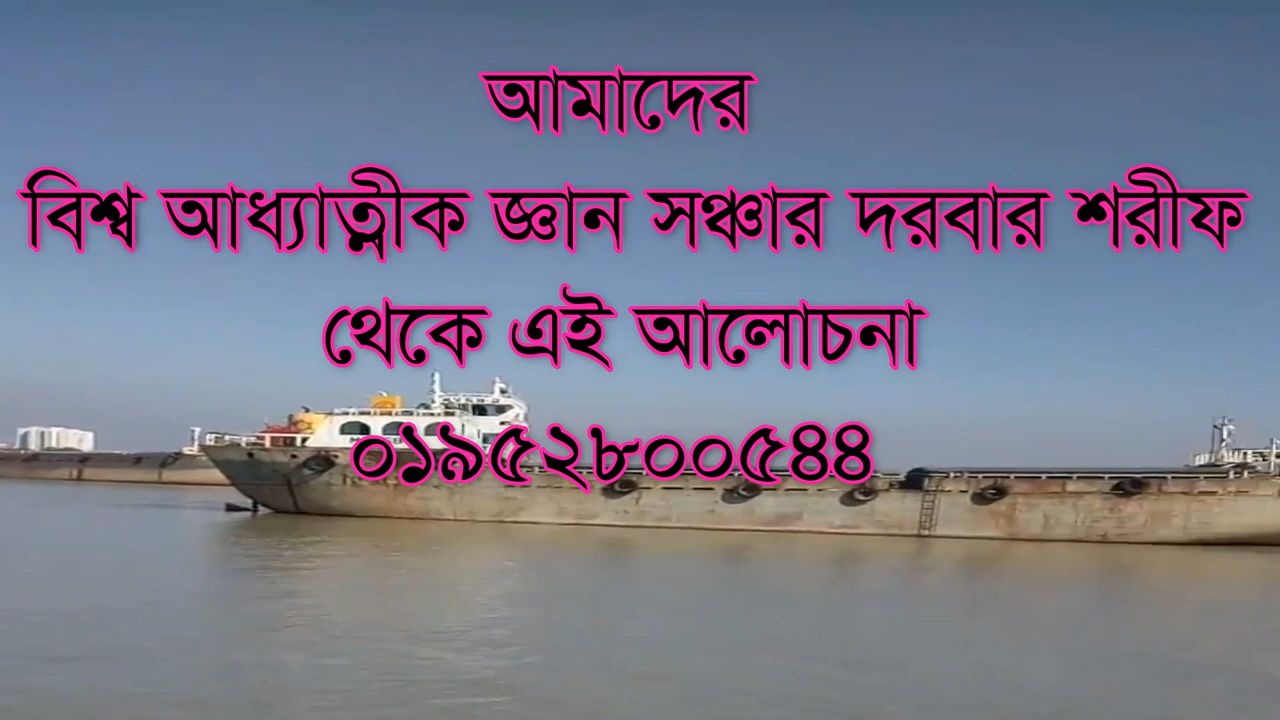 আমাদের
বিশ্ব আধ্যাত্নীক জ্ঞান সঞ্চার দরবার শরীফ
থেকে এই আলোচনা
০১৯৫২৮০০৫৪৪